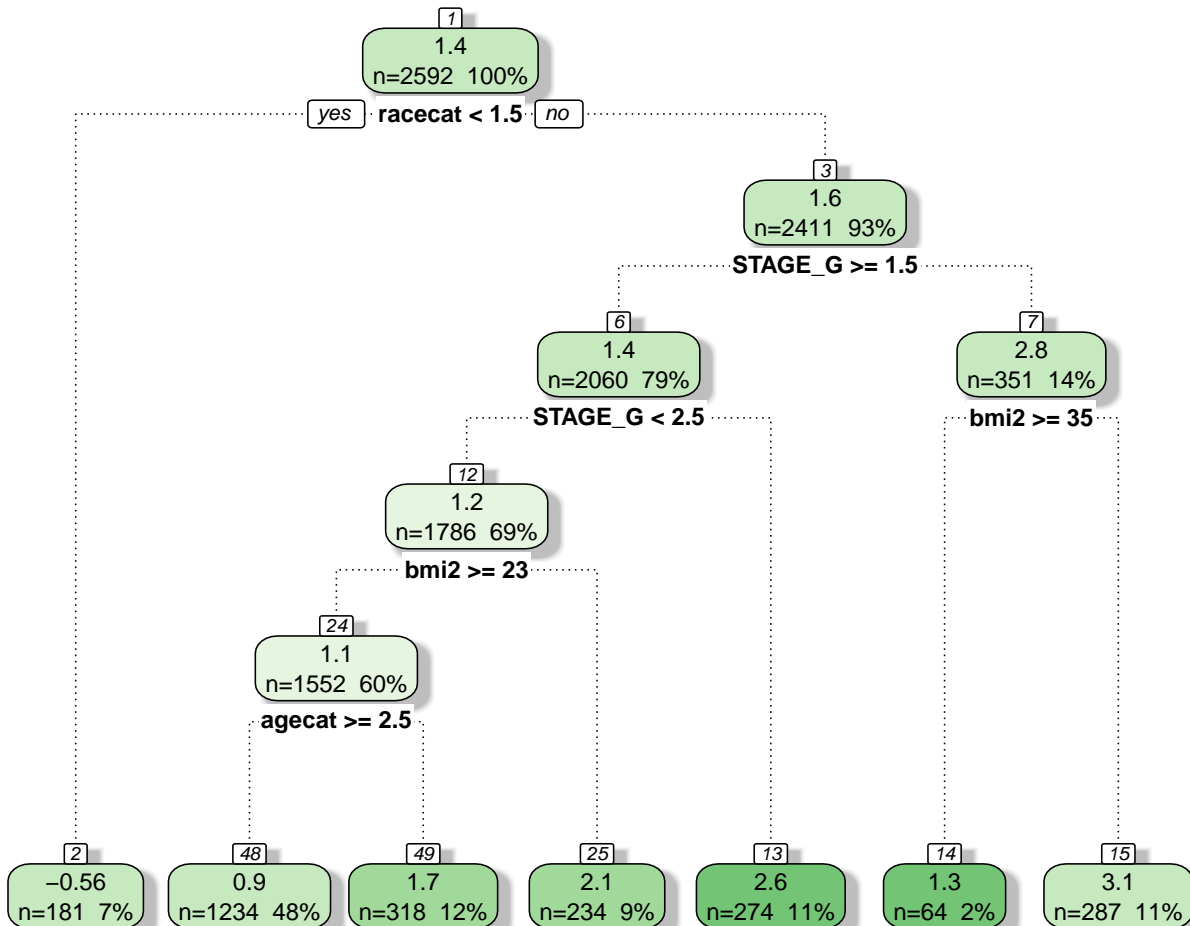 1
1.4
n=2592 100%
yes racecat < 1.5 no
3
1.6
n=2411 93%
STAGE_G >= 1.5
6
1.4
n=2060 79%
STAGE_G < 2.5
7
2.8
n=351 14%
bmi2 >= 35
12
1.2
n=1786 69%
bmi2 >= 23
24
1.1
n=1552 60%
agecat >= 2.5
2
−0.56
n=181 7%
48
0.9
n=1234 48%
49
1.7
n=318 12%
25
2.1
n=234 9%
13
2.6
n=274 11%
14
1.3
n=64 2%
15
3.1
n=287 11%